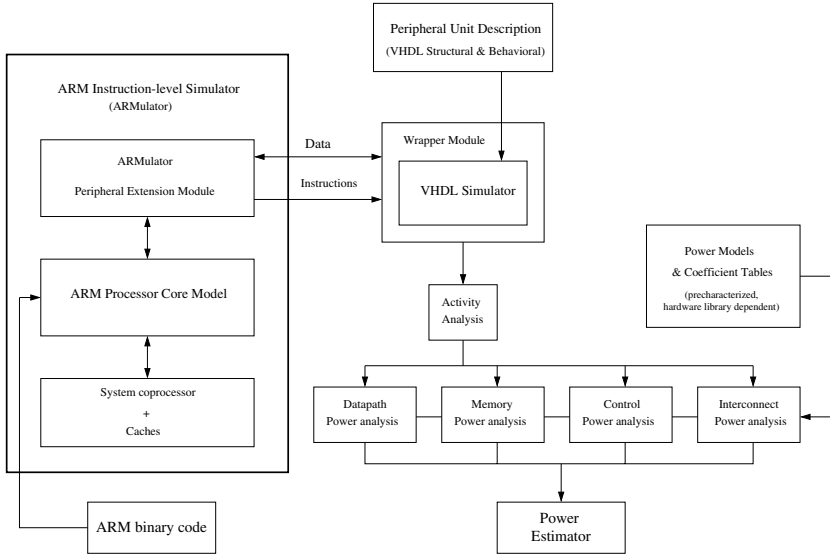 Peripheral Unit Description
(VHDL Structural & Behavioral)
ARM Instruction-level Simulator
(ARMulator)
ARMulator
Peripheral Extension Module
Data
Instructions
Wrapper Module
VHDL Simulator
ARM Processor Core Model
System coprocessor
+
Caches
ARM binary code
Activity
Analysis
Power Models
& Coefficient Tables
(precharacterized,
hardware library dependent)
Datapath
Power analysis
Memory
Power analysis
Control
Power analysis
Interconnect
Power analysis
Power
Estimator